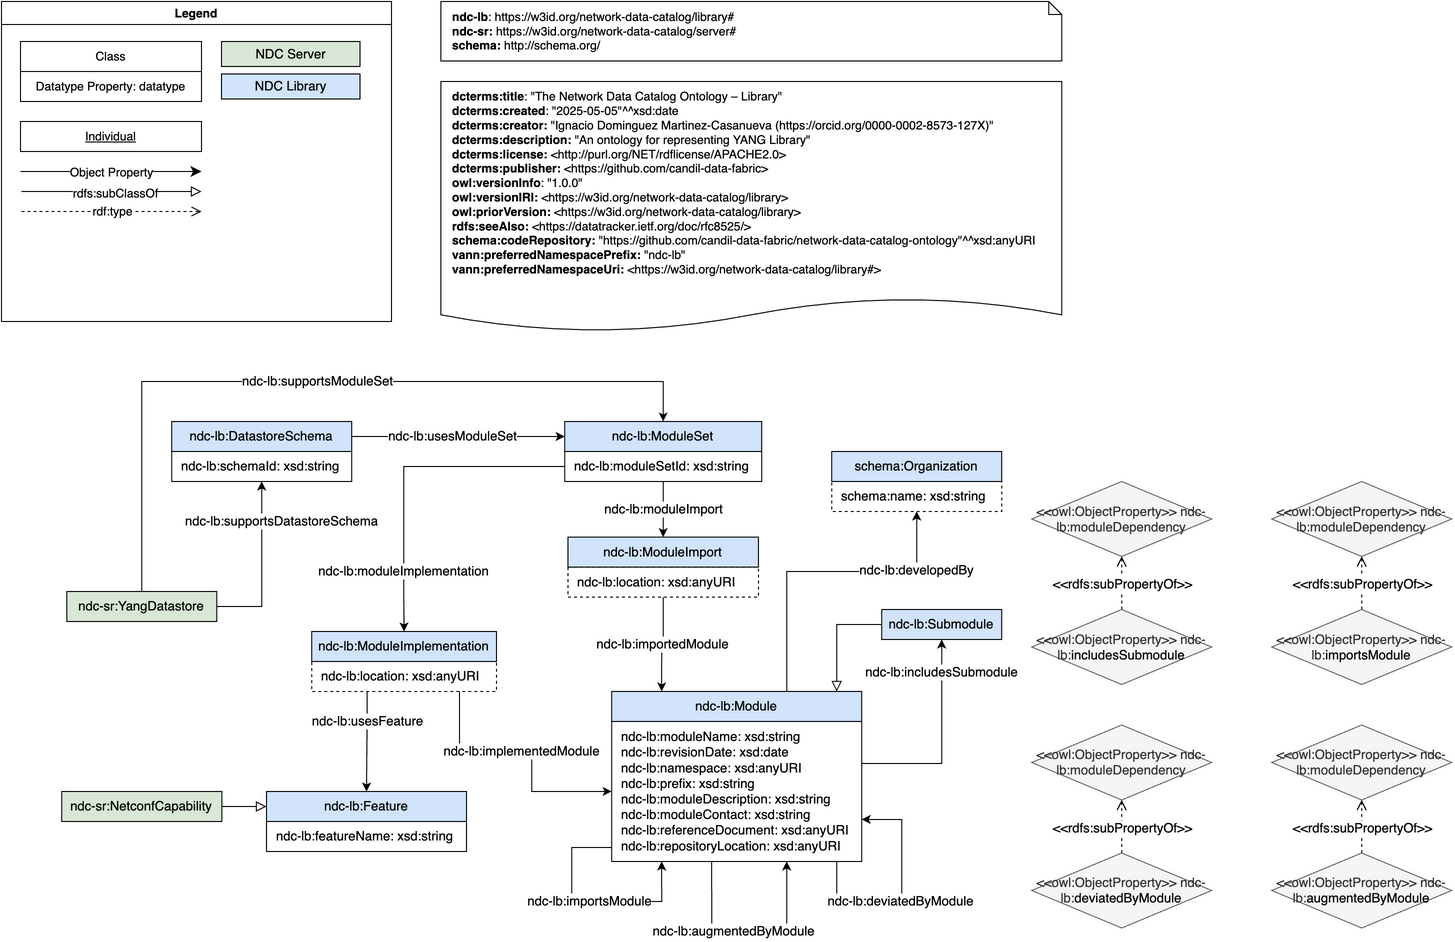 Legend
Class
Datatype Property: datatype
NDC Server
NDC Library
Individual
Object Property
rdfs:subClassOf
rdf:type
ndc-lb: https://w3id.org/network-data-catalog/library#
ndc-sr: https://w3id.org/network-data-catalog/server#
schema: http://schema.org/
dcterms:title: "The Network Data Catalog Ontology – Library"
dcterms:created: "2025-05-05"^^xsd:date
dcterms:creator: "Ignacio Dominguez Martinez-Casanueva (https://orcid.org/0000-0002-8573-127X)"
dcterms:description: "An ontology for representing YANG Library"
dcterms:license: <http://purl.org/NET/rdflicense/APACHE2.0>
dcterms:publisher: <https://github.com/candil-data-fabric>
owl:versionInfo: "1.0.0"
owl:versionIRI: <https://w3id.org/network-data-catalog/library>
owl:priorVersion: <https://w3id.org/network-data-catalog/library>
rdfs:seeAlso: <https://datatracker.ietf.org/doc/rfc8525/>
schema:codeRepository: "https://github.com/candil-data-fabric/network-data-catalog-ontology"^^xsd:anyURI
vann:preferredNamespacePrefix: "ndc-lb"
vann:preferredNamespaceUri: <https://w3id.org/network-data-catalog/library#>
ndc-lb:supportsModuleSet
ndc-lb:DatastoreSchema
ndc-lb:schemaId: xsd:string
ndc-lb:usesModuleSet
ndc-lb:ModuleSet
ndc-lb:moduleSetId: xsd:string
ndc-lb:supportsDatastoreSchema
ndc-lb:moduleImport
ndc-lb:ModuleImport
ndc-lb:location: xsd:anyURI
ndc-lb:moduleImplementation
ndc-sr:YangDatastore
ndc-lb:ModuleImplementation
ndc-lb:location: xsd:anyURI
ndc-lb:importedModule
schema:Organization
schema:name: xsd:string
ndc-lb:developedBy
ndc-lb:Submodule
ndc-lb:includesSubmodule
ndc-lb:usesFeature
ndc-lb:implementedModule
ndc-sr:NetconfCapability
ndc-lb:Feature
ndc-lb:featureName: xsd:string
ndc-lb:Module
ndc-lb:moduleName: xsd:string
ndc-lb:revisionDate: xsd:date
ndc-lb:namespace: xsd:anyURI
ndc-lb:prefix: xsd:string
ndc-lb:moduleDescription: xsd:string
ndc-lb:moduleContact: xsd:string
ndc-lb:referenceDocument: xsd:anyURI
ndc-lb:repositoryLocation: xsd:anyURI
ndc-lb:importsModule
ndc-lb:augmentedByModule
ndc-lb:deviatedByModule
<<owl:ObjectProperty>> ndc-
lb:moduleDependency
<<rdfs:subPropertyOf>>
<<owl:ObjectProperty>> ndc-
lb:includesSubmodule
<<owl:ObjectProperty>> ndc-
lb:moduleDependency
<<rdfs:subPropertyOf>>
<<owl:ObjectProperty>> ndc-
lb:importsModule
<<owl:ObjectProperty>> ndc-
lb:moduleDependency
<<rdfs:subPropertyOf>>
<<owl:ObjectProperty>> ndc-
lb:deviatedByModule
<<owl:ObjectProperty>> ndc-
lb:moduleDependency
<<rdfs:subPropertyOf>>
<<owl:ObjectProperty>> ndc-
lb:augmentedByModule